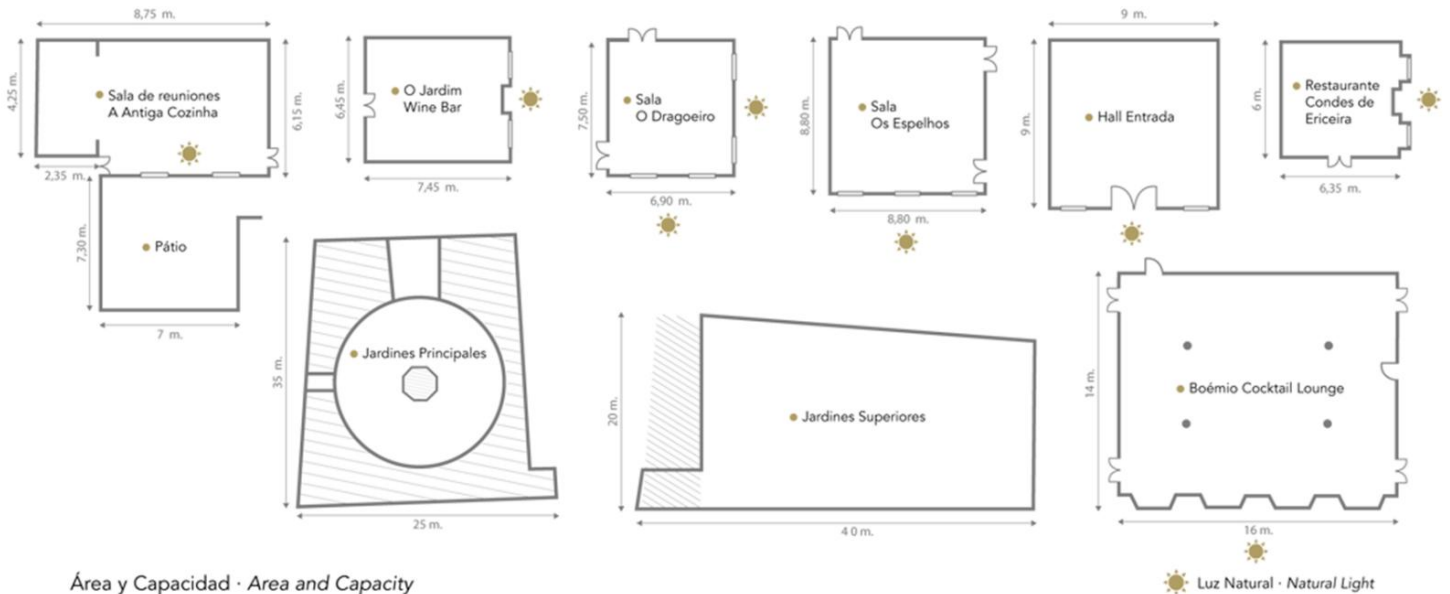 8,75 m.
4,25 m.
Sala de reuniones
A Antiga Cozinha
6,15 m.
2,35 m.
7,30 m.
Pátio
7 m.
6,45 m.
O Jardim
Wine Bar
7,45 m.
7,50 m.
Sala
O Dragoeiro
6,90 m.
8,80 m.
Sala
Os Espelhos
8,80 m.
9 m.
9 m.
Hall Entrada
6 m.
Restaurante
Condes de
Ericeira
6,35 m.
35 m.
Jardines Principales
25 m.
20 m.
Jardines Superiores
4 0 m.
14 m.
Boémio Cocktail Lounge
16 m.
Área y Capacidad · Area and Capacity
Luz Natural · Natural Light